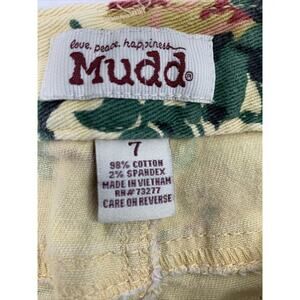 love. peace. happiness
Mudd®
7
98% COTTON
2% SPANDEX
MADE IN VIETNAM
RN# 73277
CARE ON REVERSE